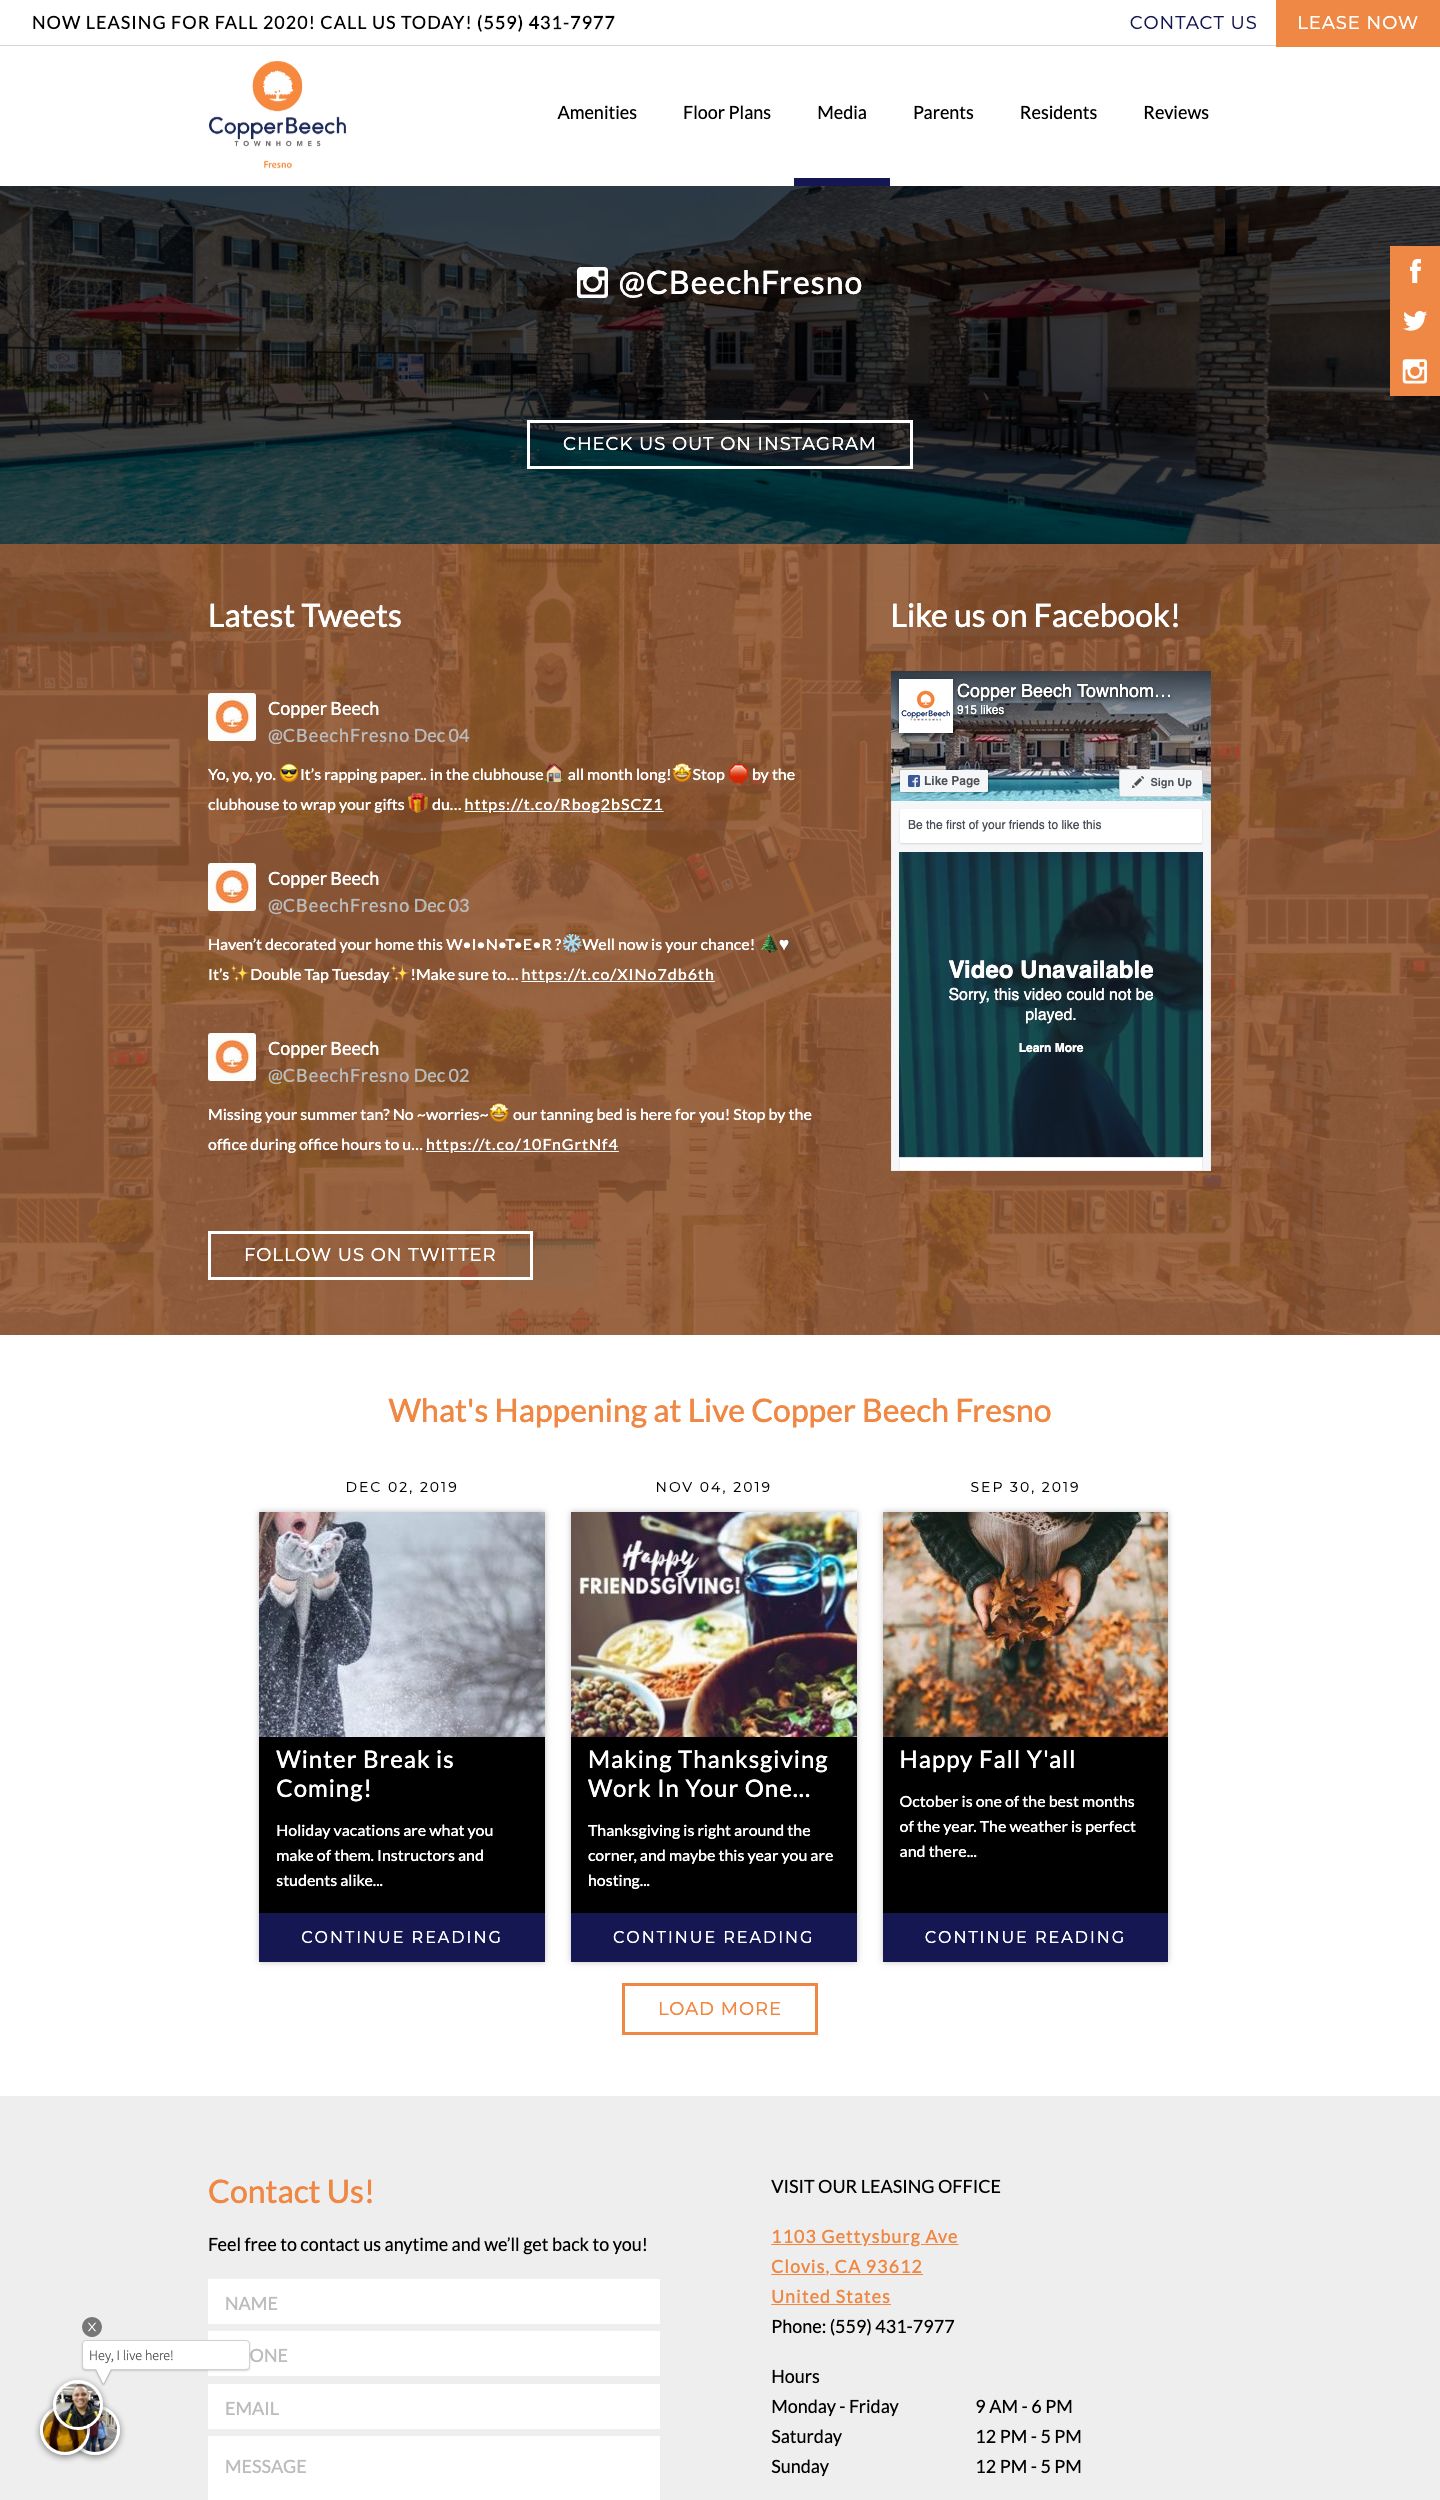 NOW LEASING FOR FALL 2020! CALL US TODAY! (559) 431-7977
CONTACT US
LEASE NOW
CopperBeech
TOWNHOMES
Fresno
Amenities
Floor Plans
Media
Parents
Residents
Reviews
@CBeechFresno
CHECK US OUT ON INSTAGRAM
Latest Tweets
Copper Beech
@CBeechFresno Dec 04
Yo, yo, yo. 😎It’s rapping paper.. in the clubhouse🏠 all month long!🤩Stop 🛑 by the
clubhouse to wrap your gifts 🎁 du… https://t.co/Rbog2bSCZ1
Copper Beech
@CBeechFresno Dec 03
Haven’t decorated your home this W•I•N•T•E•R ?❄️Well now is your chance! 🌲♥
It’s✨Double Tap Tuesday✨!Make sure to… https://t.co/XINo7db6th
Copper Beech
@CBeechFresno Dec 02
Missing your summer tan? No ~worries~🤩 our tanning bed is here for you! Stop by the
office during office hours to u… https://t.co/10FnGrtNf4
FOLLOW US ON TWITTER
Like us on Facebook!
CopperBeech
Copper Beech Townhom…
915 likes
Like Page
Sign Up
Be the first of your friends to like this
Video Unavailable
Sorry, this video could not be
played.
Learn More
What's Happening at Live Copper Beech Fresno
DEC 02, 2019
Winter Break is
Coming!
Holiday vacations are what you
make of them. Instructors and
students alike...
CONTINUE READING
NOV 04, 2019
Happy
FRIENDSGIVING!
Making Thanksgiving
Work In Your One...
Thanksgiving is right around the
corner, and maybe this year you are
hosting...
CONTINUE READING
SEP 30, 2019
Happy Fall Y'all
October is one of the best months
of the year. The weather is perfect
and there...
CONTINUE READING
LOAD MORE
Contact Us!
Feel free to contact us anytime and we’ll get back to you!
NAME
ONE
EMAIL
MESSAGE
X
Hey, I live here!
VISIT OUR LEASING OFFICE
1103 Gettysburg Ave
Clovis, CA 93612
United States
Phone: (559) 431-7977
Hours
Monday - Friday 9 AM - 6 PM
Saturday 12 PM - 5 PM
Sunday 12 PM - 5 PM